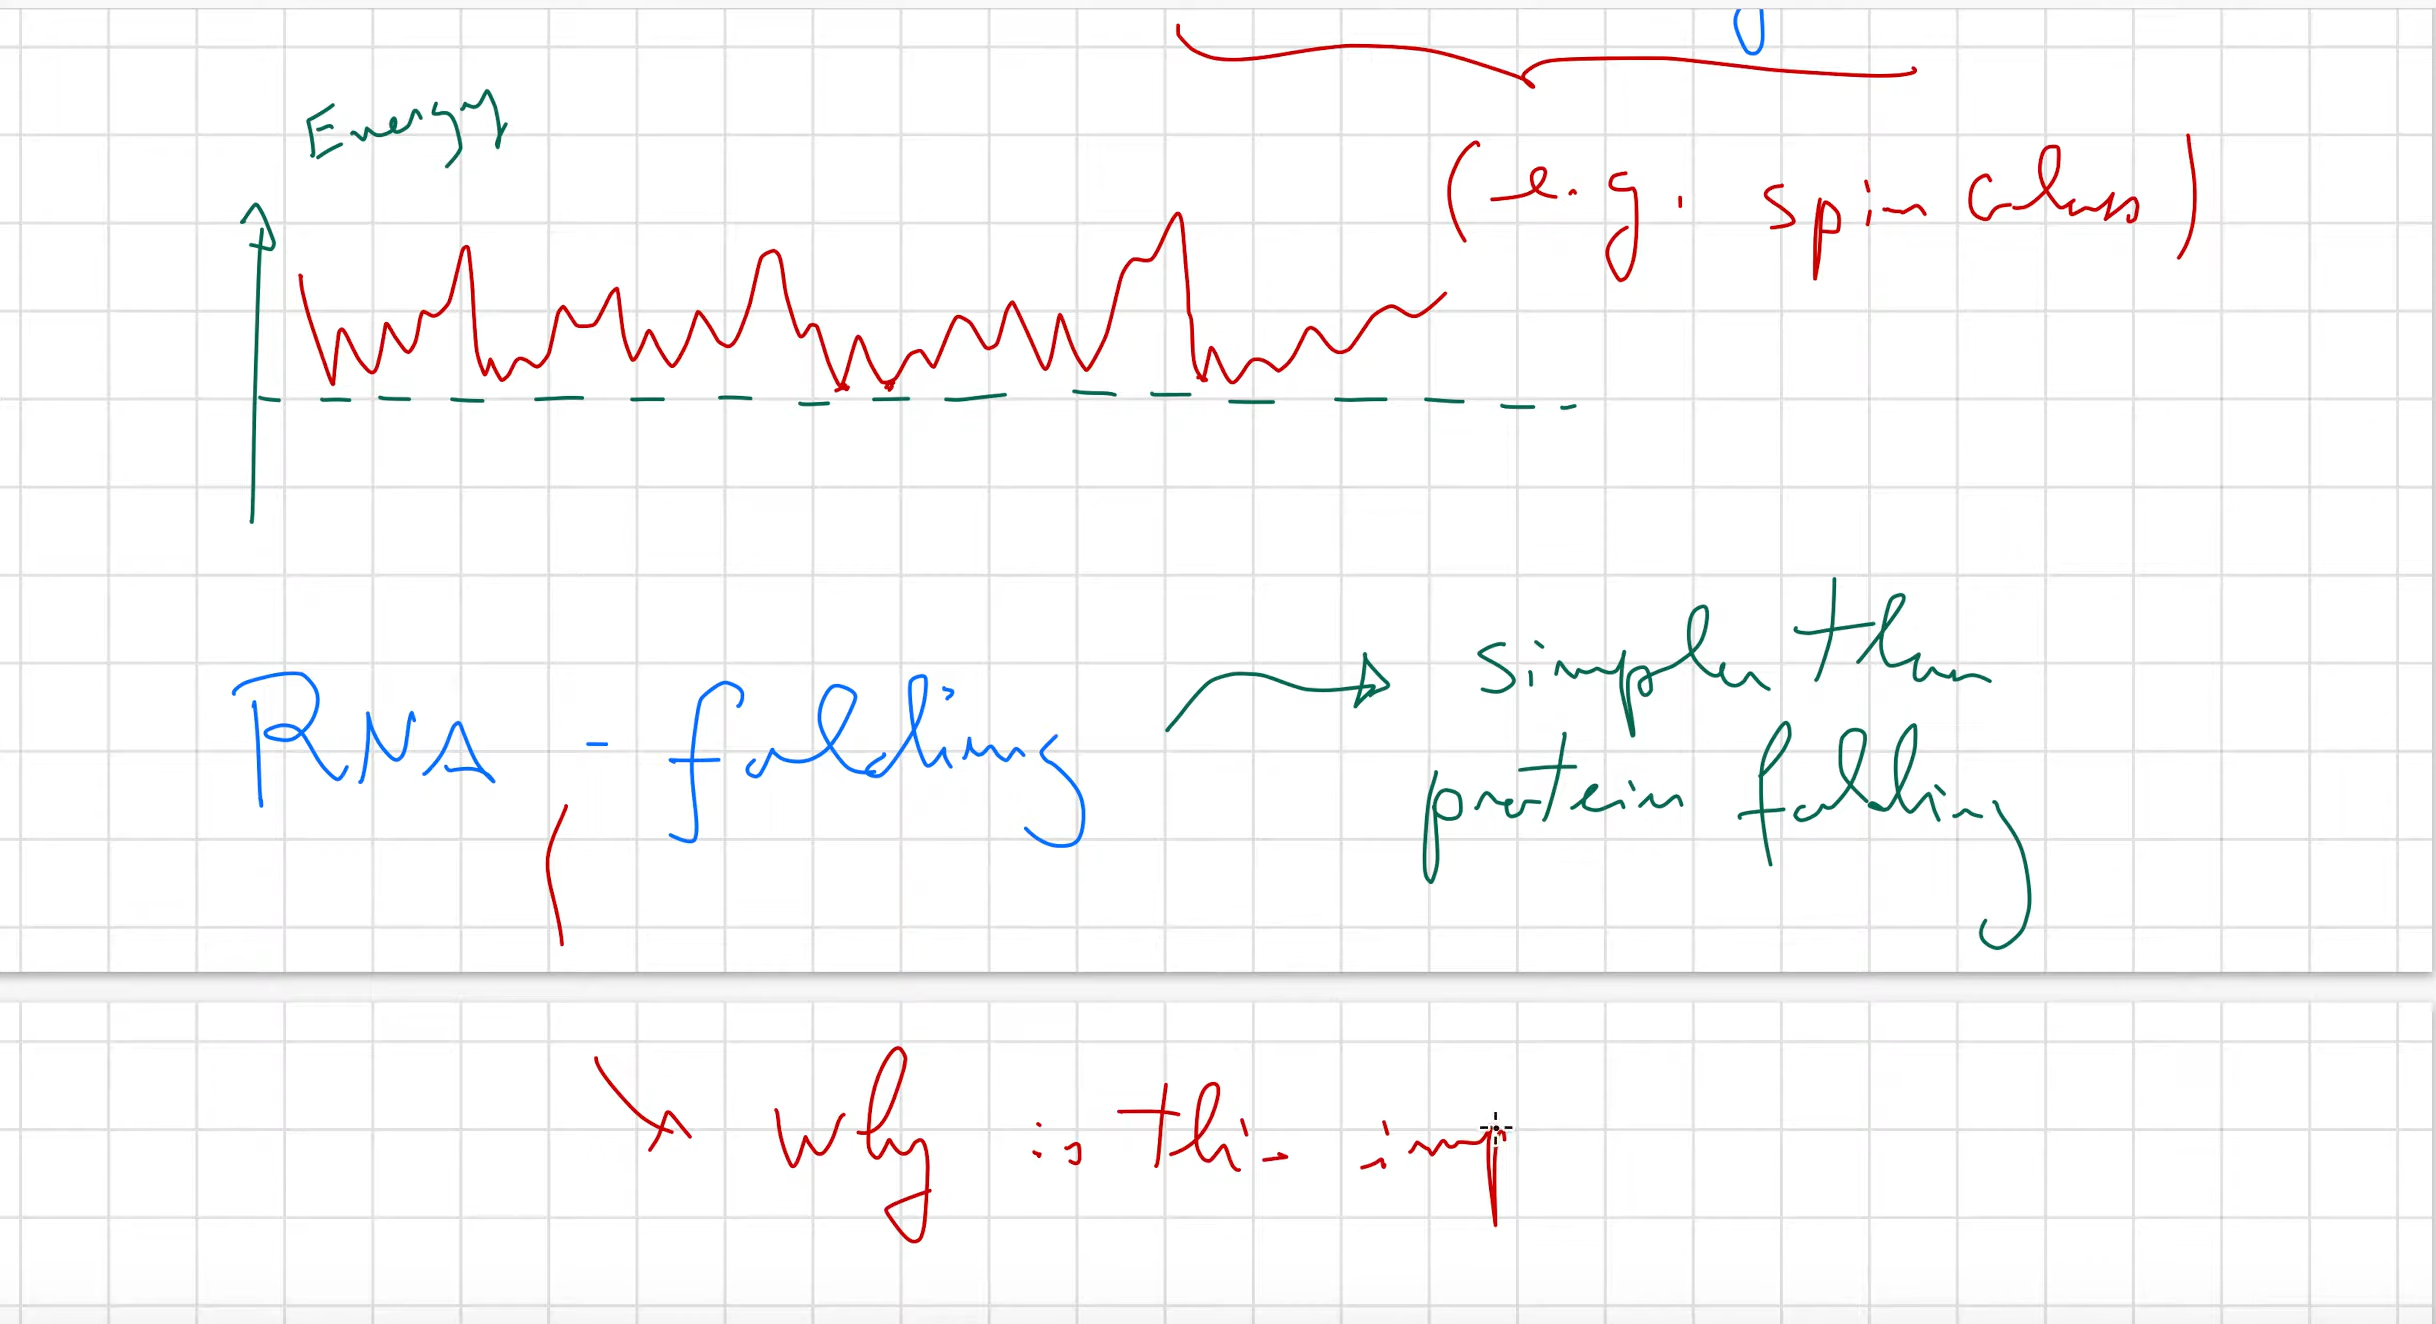 Energy
(e.g. spin Glass)
RNA - folding
simpler than
protein folding
Why is this imp